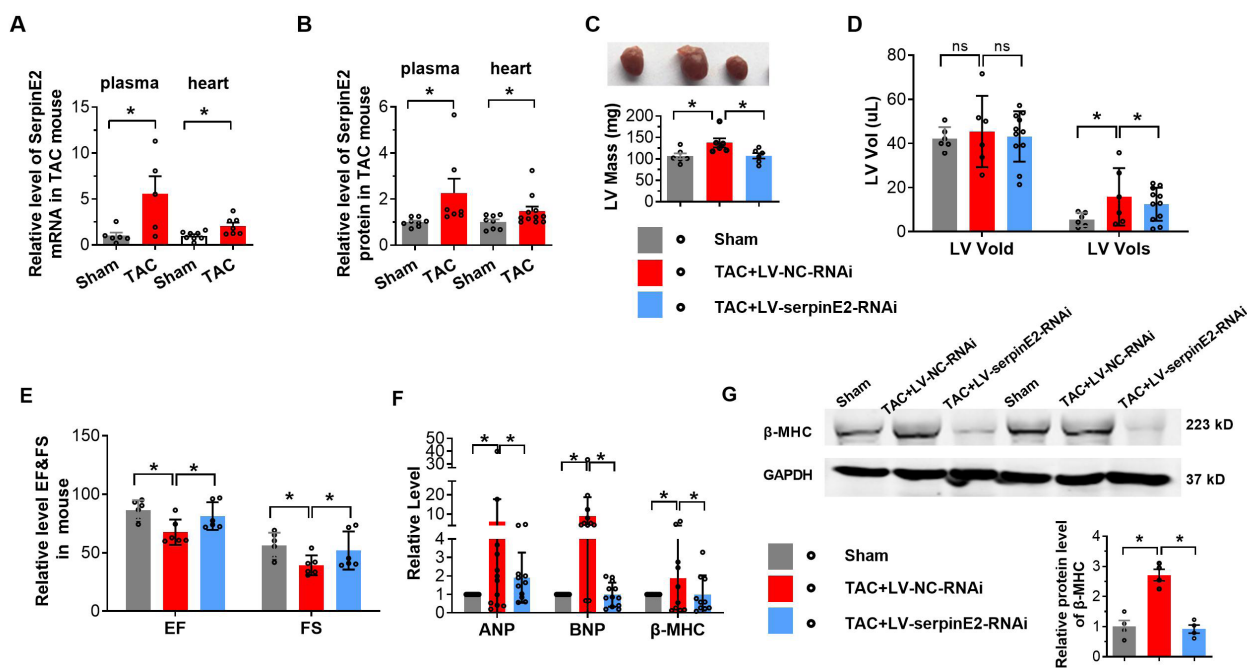 A
Relative level of SerpinE2
mRNA in TAC mouse
plasma
heart
*
*
15
10
5
0
Sham
TAC
Sham
TAC
B
Relative level of SerpinE2
protein in TAC mouse
plasma
heart
*
*
6
4
2
0
Sham
TAC
Sham
TAC
C
LV Mass (mg)
200
150
100
50
0
*
*
Sham
TAC+LV-NC-RNAi
TAC+LV-serpinE2-RNAi
D
LV Vol (uL)
80
60
40
20
0
ns
ns
*
*
LV Vold
LV Vols
E
Relative level EF&FS
in mouse
150
100
50
0
*
*
*
*
EF
FS
F
Relative Level
50
40
30
20
10
4
3
2
1
0
*
*
*
*
*
*
ANP
BNP
β-MHC
G
Sham
TAC+LV-NC-RNAi
TAC+LV-serpinE2-RNAi
Sham
TAC+LV-NC-RNAi
TAC+LV-serpinE2-RNAi
β-MHC
223 kD
GAPDH
37 kD
Sham
TAC+LV-NC-RNAi
TAC+LV-serpinE2-RNAi
Relative protein level
of β-MHC
4
3
2
1
0
*
*